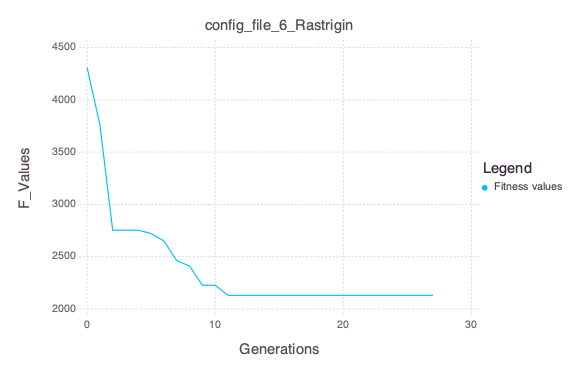 config_file_6_Rastrigin
F_Values
4500
4000
3500
3000
2500
2000
0
10
20
30
Generations
Legend
Fitness values